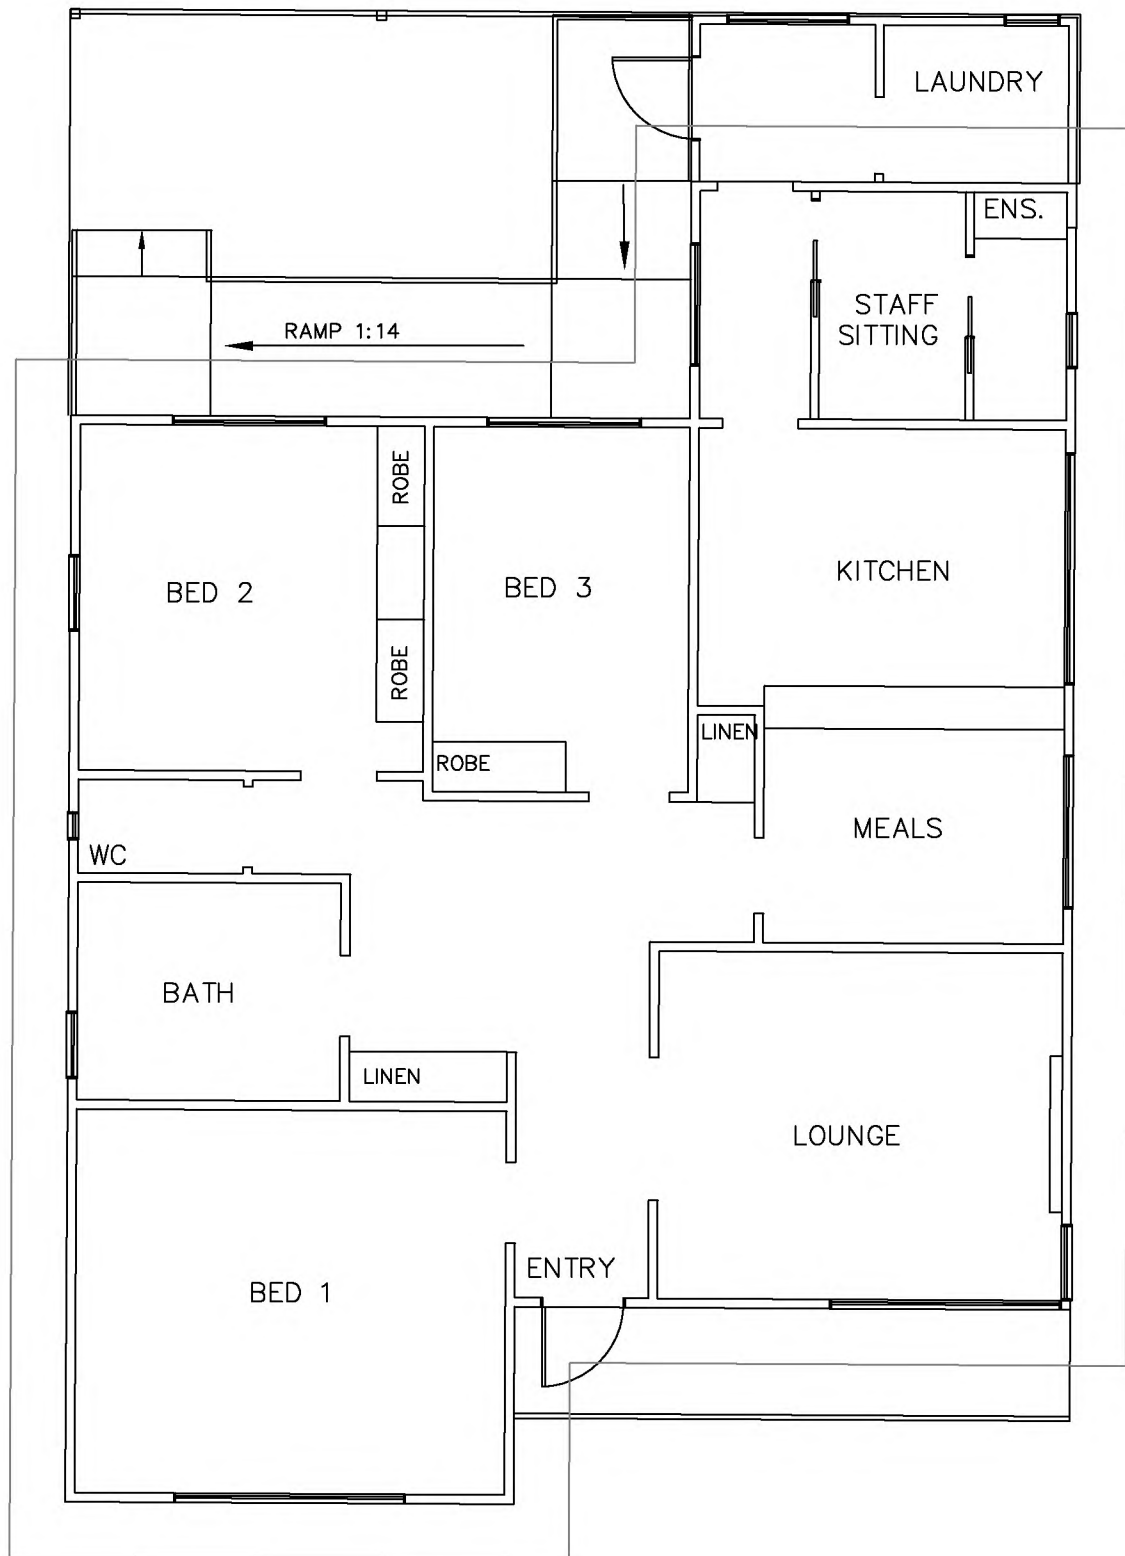 LAUNDRY
ENS.
STAFF
SITTING
RAMP 1:14
ROBE
KITCHEN
BED 2
BED 3
ROBE
LINEN
ROBE
MEALS
WC
BATH
LINEN
LOUNGE
ENTRY
BED 1